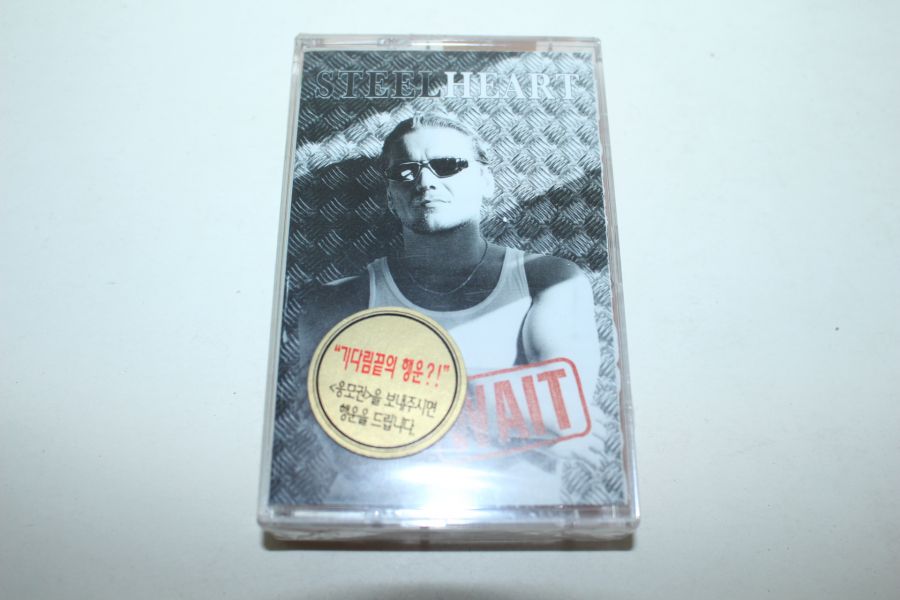 STEELHEART
"기다림끝의 행운?!"
<응모권>을 보내주시면
행운을 드립니다.
WAIT